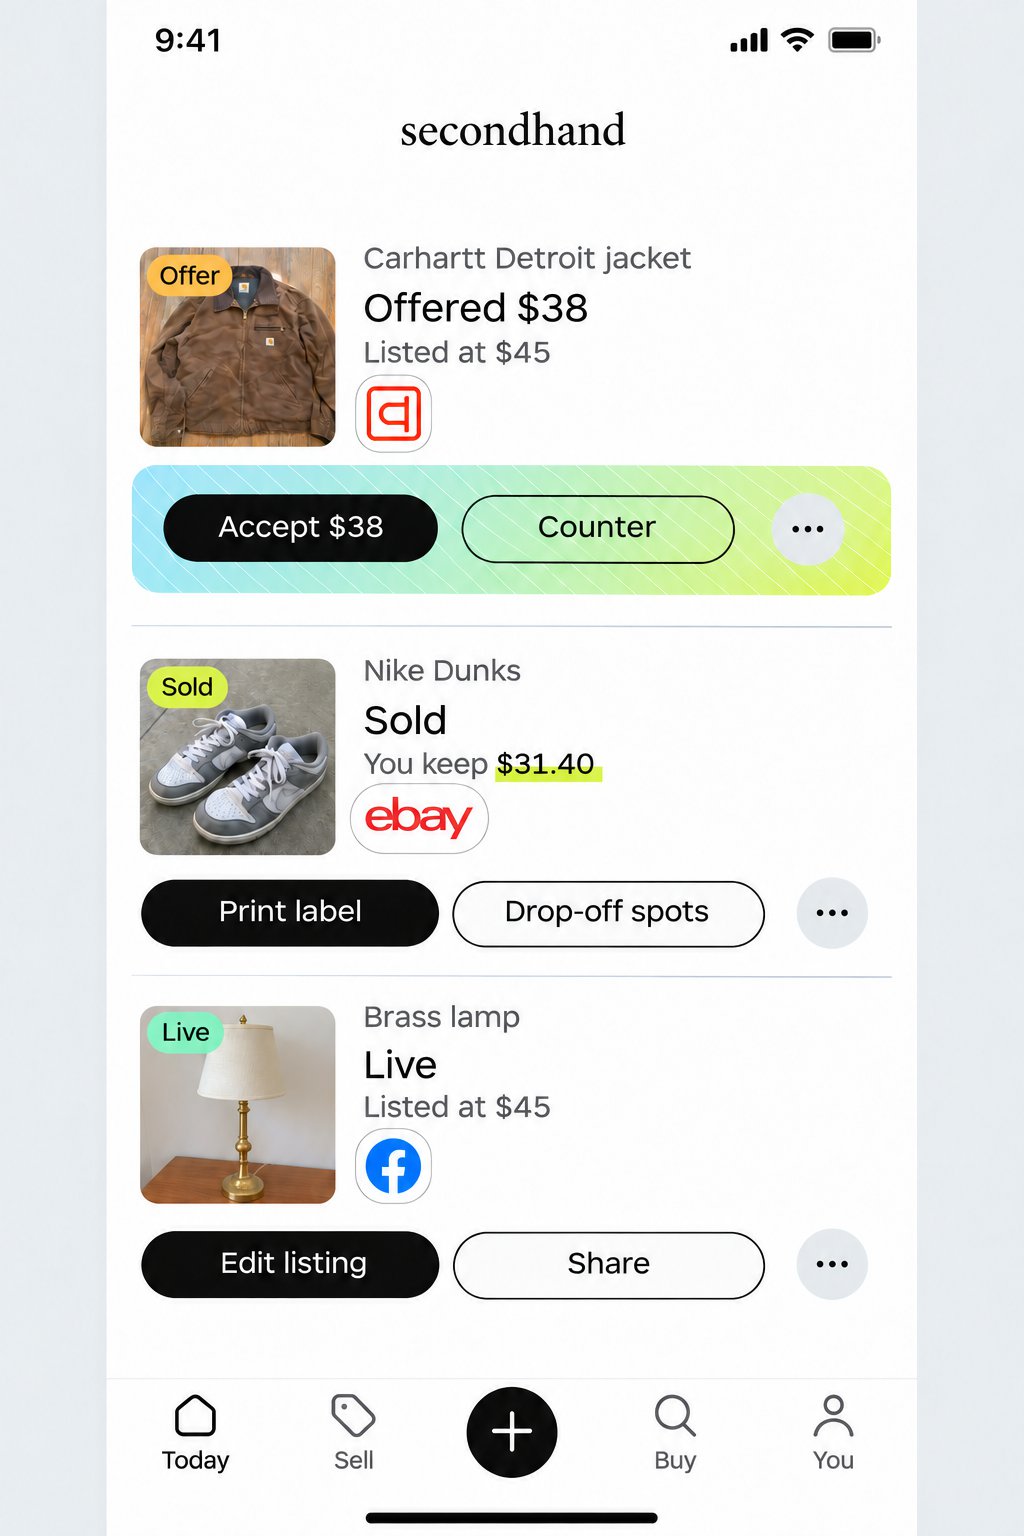 9:41
secondhand
Offer
Carhartt Detroit jacket
Offered $38
Listed at $45
Accept $38
Counter
Sold
Nike Dunks
Sold
You keep $31.40
ebay
Print label
Drop-off spots
Live
Brass lamp
Live
Listed at $45
Edit listing
Share
Today
Sell
Buy
You